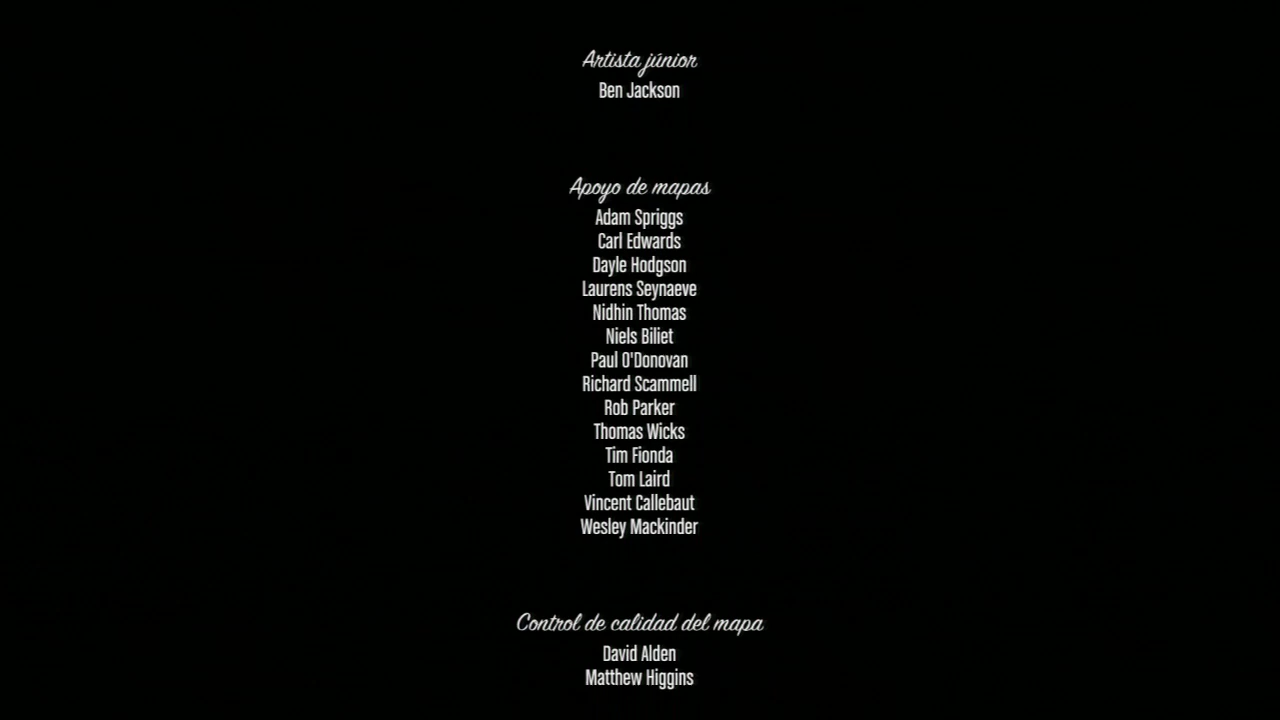 Artista júnior
Ben Jackson
Apoyo de mapas
Adam Spriggs
Carl Edwards
Dayle Hodgson
Laurens Seynaeve
Nidhin Thomas
Niels Biliet
Paul O'Donovan
Richard Scammell
Rob Parker
Thomas Wicks
Tim Fionda
Tom Laird
Vincent Callebaut
Wesley Mackinder
Control de calidad del mapa
David Alden
Matthew Higgins